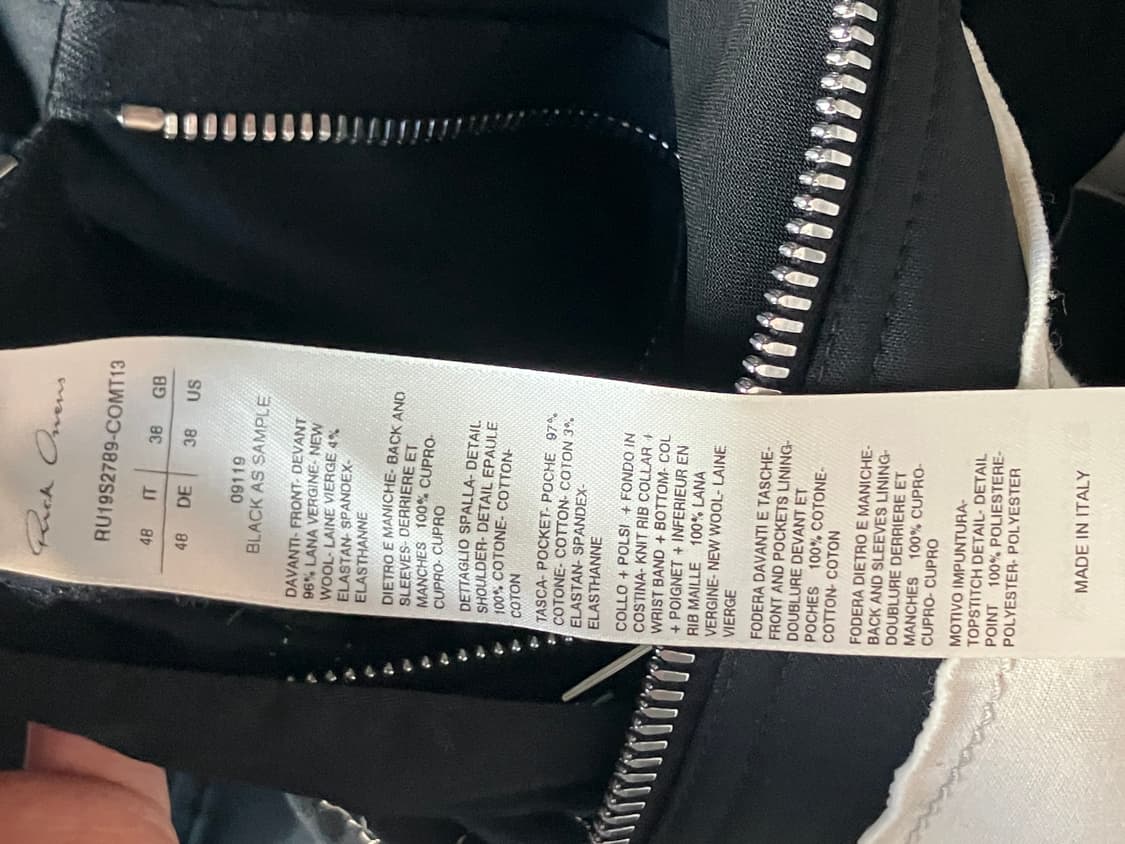 Rick Owens
RU19S2789-COMT13
48 IT 38 GB
48 DE 38 US
09119
BLACK AS SAMPLE
DAVANTI- FRONT- DEVANT
96% LANA VERGINE- NEW
WOOL- LAINE VIERGE 4%
ELASTAN- SPANDEX-
ELASTHANNE
DIETRO E MANICHE- BACK AND
SLEEVES- DERRIERE ET
MANCHES 100% CUPRO-
CUPRO- CUPRO
DETTAGLIO SPALLA- DETAIL
SHOULDER- DETAIL EPAULE
100% COTONE- COTTON-
COTON
TASCA- POCKET- POCHE 97%
COTONE- COTTON- COTON 3%
ELASTAN- SPANDEX-
ELASTHANNE
COLLO + POLSI + FONDO IN
COSTINA- KNIT RIB COLLAR +
WRIST BAND + BOTTOM- COL
+ POIGNET + INFERIEUR EN
RIB MAILLE 100% LANA
VERGINE- NEW WOOL- LAINE
VIERGE
FODERA DAVANTI E TASCHE-
FRONT AND POCKETS LINING-
DOUBLURE DEVANT ET
POCHES 100% COTONE-
COTTON- COTON
FODERA DIETRO E MANICHE-
BACK AND SLEEVES LINING-
DOUBLURE DERRIERE ET
MANCHES 100% CUPRO-
CUPRO- CUPRO
MOTIVO IMPUNTURA-
TOPSTITCH DETAIL- DETAIL
POINT 100% POLIESTERE-
POLYESTER- POLYESTER
MADE IN ITALY